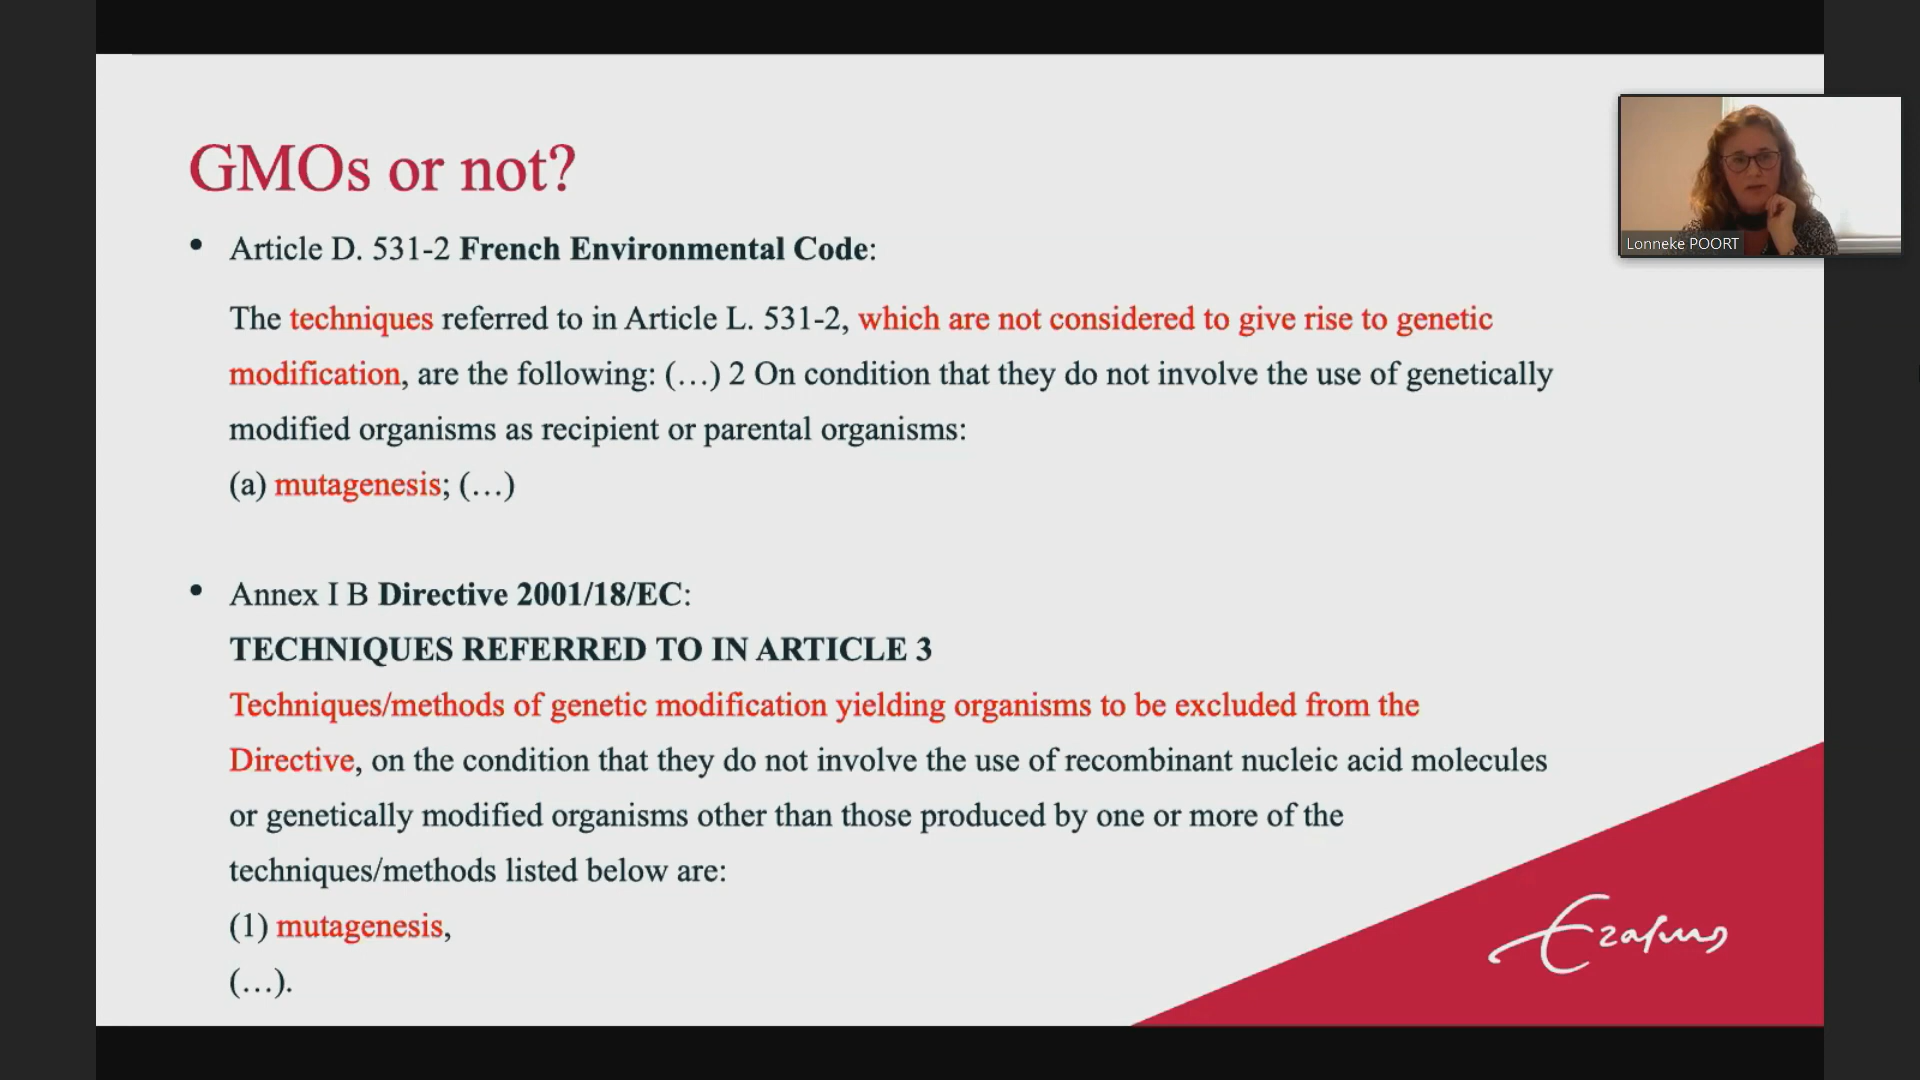 GMOs or not?
• Article D. 531-2 French Environmental Code:
The techniques referred to in Article L. 531-2, which are not considered to give rise to genetic
modification, are the following: (…) 2 On condition that they do not involve the use of genetically
modified organisms as recipient or parental organisms:
(a) mutagenesis; (…)
• Annex I B Directive 2001/18/EC:
TECHNIQUES REFERRED TO IN ARTICLE 3
Techniques/methods of genetic modification yielding organisms to be excluded from the
Directive, on the condition that they do not involve the use of recombinant nucleic acid molecules
or genetically modified organisms other than those produced by one or more of the
techniques/methods listed below are:
(1) mutagenesis,
(…).
Lonneke POORT
Erasmus